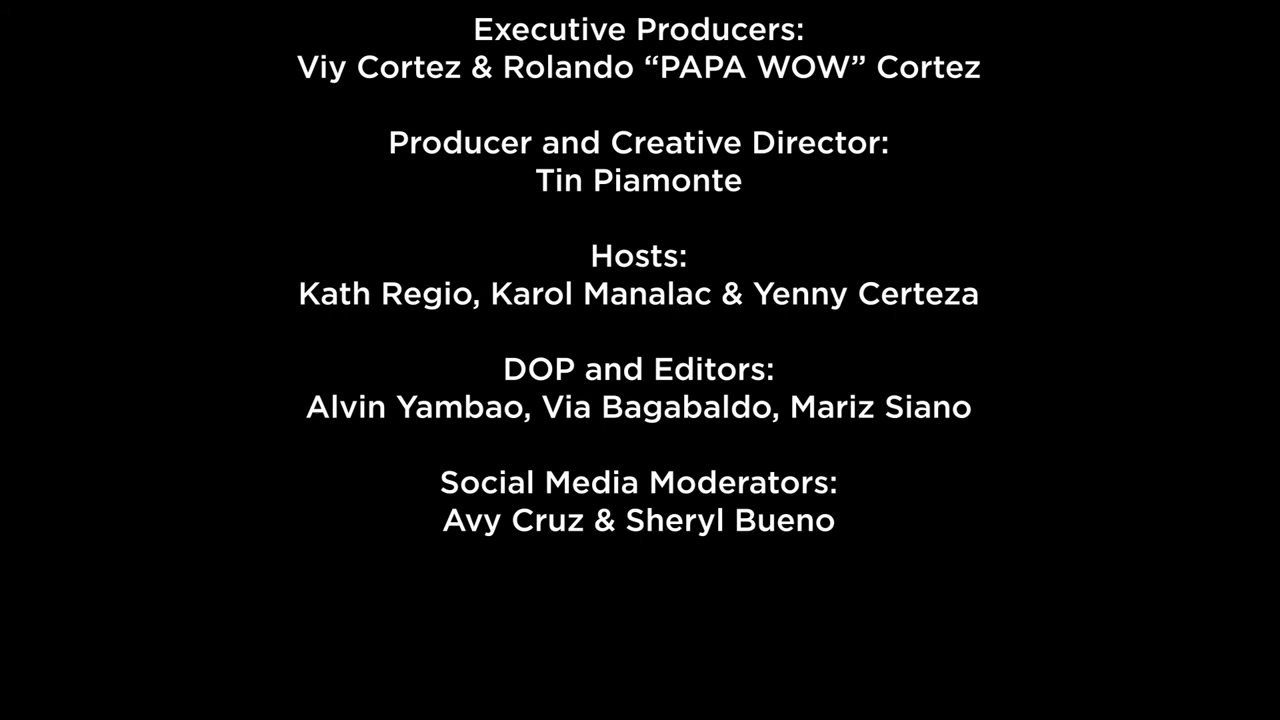 Executive Producers:
Viy Cortez & Rolando “PAPA WOW” Cortez
Producer and Creative Director:
Tin Piamonte
Hosts:
Kath Regio, Karol Manalac & Yenny Certeza
DOP and Editors:
Alvin Yambao, Via Bagabaldo, Mariz Siano
Social Media Moderators:
Avy Cruz & Sheryl Bueno